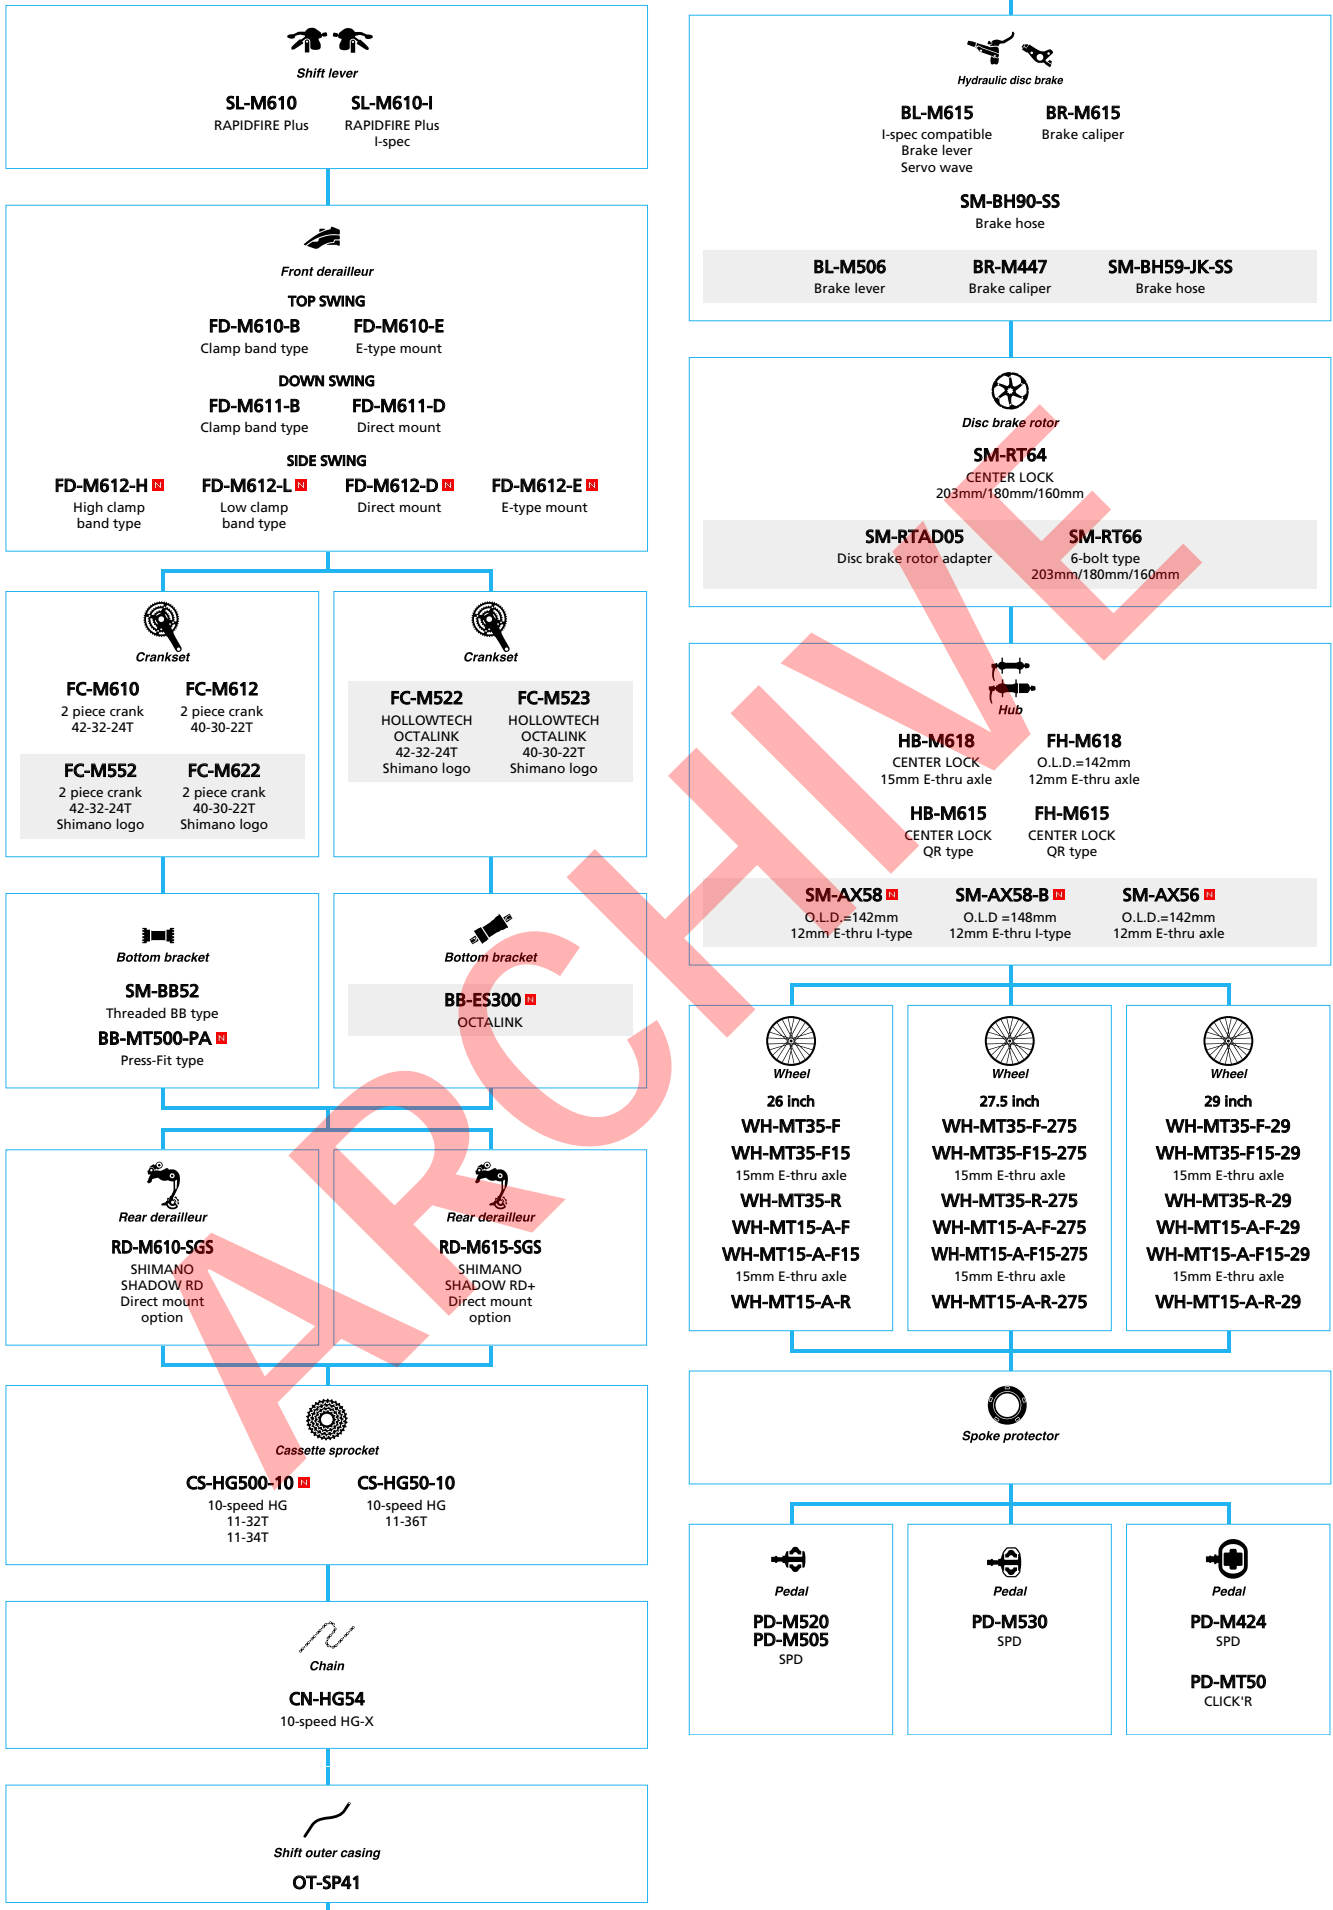 Shift lever
SL-M610 SL-M610-I
RAPIDFIRE Plus RAPIDFIRE Plus
I-spec
Front derailleur
TOP SWING
FD-M610-B FD-M610-E
Clamp band type E-type mount
DOWN SWING
FD-M611-B FD-M611-D
Clamp band type Direct mount
SIDE SWING
FD-M612-H N FD-M612-L N FD-M612-D N FD-M612-E N
High clamp Low clamp Direct mount E-type mount
band type band type
Crankset
FC-M610 FC-M612
2 piece crank 2 piece crank
42-32-24T 40-30-22T
FC-M552 FC-M622
2 piece crank 2 piece crank
42-32-24T 40-30-22T
Shimano logo Shimano logo
Crankset
FC-M522 FC-M523
HOLLOWTECH HOLLOWTECH
OCTALINK OCTALINK
42-32-24T 40-30-22T
Shimano logo Shimano logo
Bottom bracket
SM-BB52
Threaded BB type
BB-MT500-PA N
Press-Fit type
Bottom bracket
BB-ES300 N
OCTALINK
Rear derailleur
RD-M610-SGS
SHIMANO
SHADOW RD
Direct mount
option
Rear derailleur
RD-M615-SGS
SHIMANO
SHADOW RD+
Direct mount
option
Cassette sprocket
CS-HG500-10 N CS-HG50-10
10-speed HG 10-speed HG
11-32T 11-36T
11-34T
Chain
CN-HG54
10-speed HG-X
Shift outer casing
OT-SP41
Hydraulic disc brake
BL-M615 BR-M615
I-spec compatible Brake caliper
Brake lever
Servo wave
SM-BH90-SS
Brake hose
BL-M506 BR-M447 SM-BH59-JK-SS
Brake lever Brake caliper Brake hose
Disc brake rotor
SM-RT64
CENTER LOCK
203mm/180mm/160mm
SM-RTAD05 SM-RT66
Disc brake rotor adapter 6-bolt type
203mm/180mm/160mm
Hub
HB-M618 FH-M618
CENTER LOCK O.L.D.=142mm
15mm E-thru axle 12mm E-thru axle
HB-M615 FH-M615
CENTER LOCK CENTER LOCK
QR type QR type
SM-AX58 N SM-AX58-B N SM-AX56 N
O.L.D.=142mm O.L.D =148mm O.L.D.=142mm
12mm E-thru I-type 12mm E-thru I-type 12mm E-thru axle
Wheel
26 inch
WH-MT35-F
WH-MT35-F15
15mm E-thru axle
WH-MT35-R
WH-MT15-A-F
WH-MT15-A-F15
15mm E-thru axle
WH-MT15-A-R
Wheel
27.5 inch
WH-MT35-F-275
WH-MT35-F15-275
15mm E-thru axle
WH-MT35-R-275
WH-MT15-A-F-275
WH-MT15-A-F15-275
15mm E-thru axle
WH-MT15-A-R-275
Wheel
29 inch
WH-MT35-F-29
WH-MT35-F15-29
15mm E-thru axle
WH-MT35-R-29
WH-MT15-A-F-29
WH-MT15-A-F15-29
15mm E-thru axle
WH-MT15-A-R-29
Spoke protector
Pedal
PD-M520
PD-M505
SPD
Pedal
PD-M530
SPD
Pedal
PD-M424
SPD
PD-MT50
CLICK'R
ARCHIVE